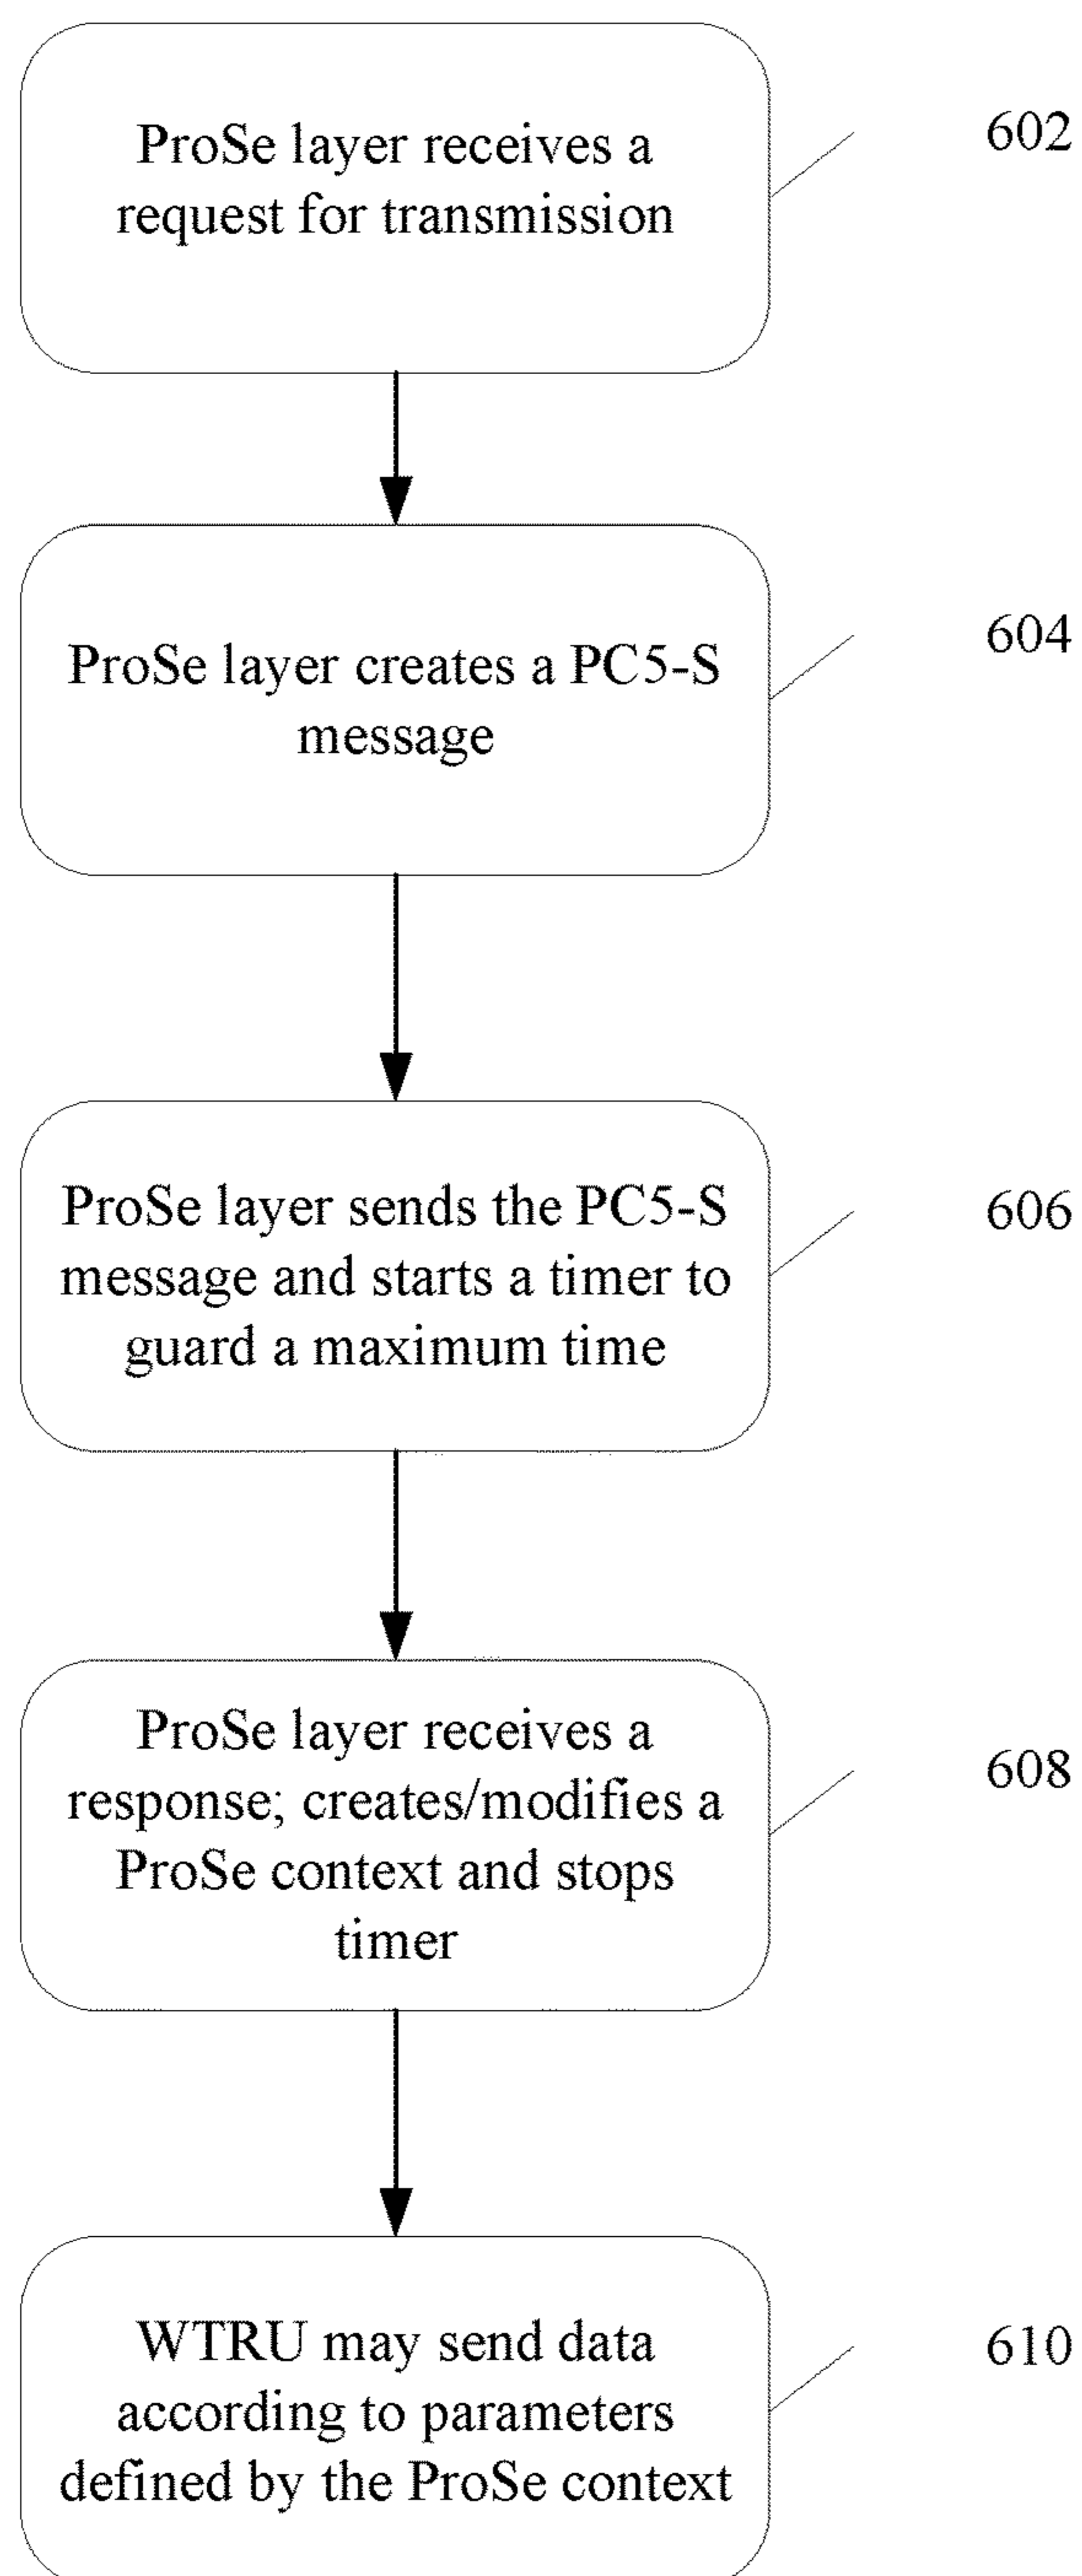 ProSe layer receives a
request for transmission
602
ProSe layer creates a PC5-S
message
604
ProSe layer sends the PC5-S
message and starts a timer to
guard a maximum time
606
ProSe layer receives a
response; creates/modifies a
ProSe context and stops
timer
608
WTRU may send data
according to parameters
defined by the ProSe context
610